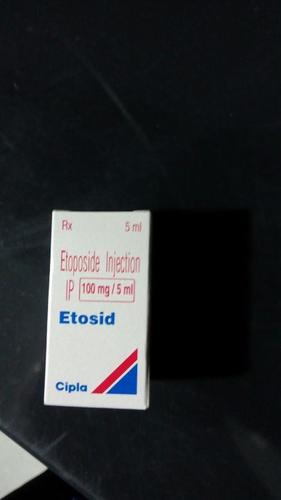 Rx 5 ml
Etoposide Injection
IP 100 mg / 5 ml
Etosid
Cipla